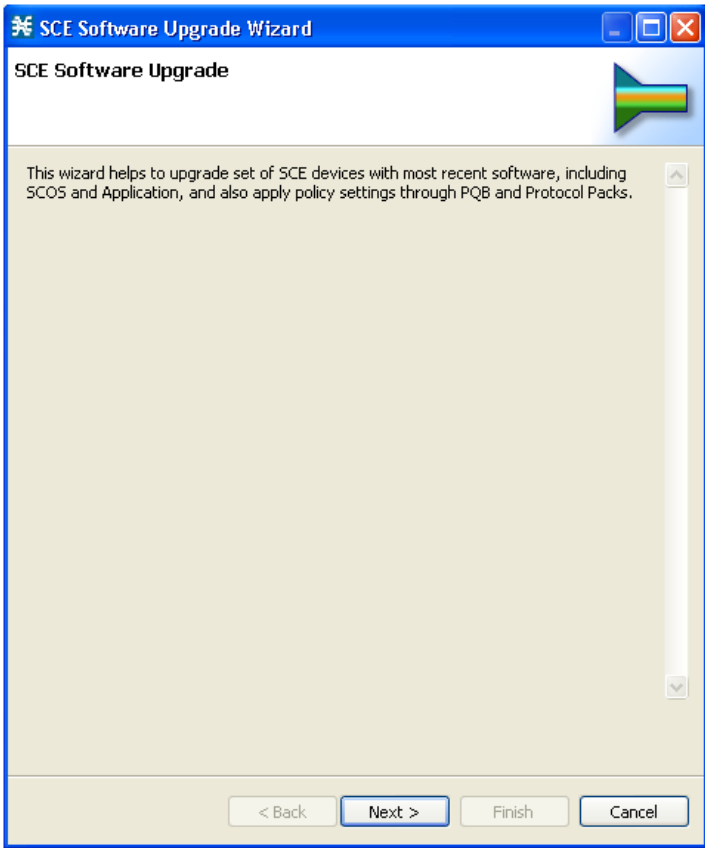 SCE Software Upgrade Wizard
SCE Software Upgrade
This wizard helps to upgrade set of SCE devices with most recent software, including
SCOS and Application, and also apply policy settings through PQB and Protocol Packs.
< Back Next > Finish Cancel